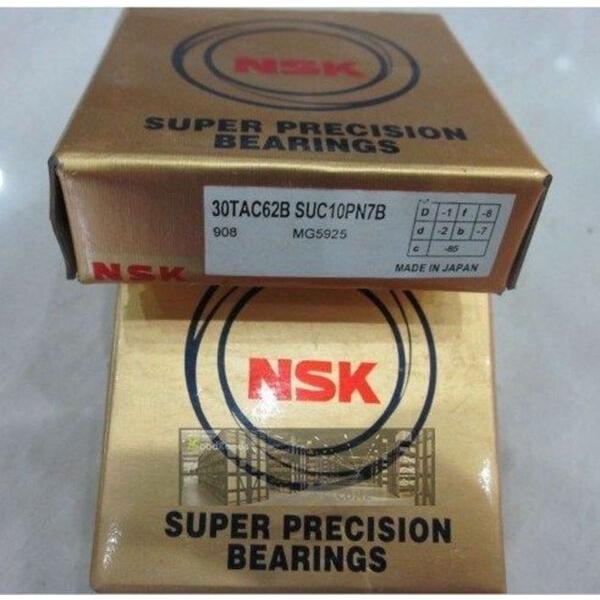 NSK
SUPER PRECISION
BEARINGS
30TAC62B SUC10PN7B
908 MG5925
D -1 f -8
d -2 b -7
c -85
MADE IN JAPAN
NSK
NSK
SUPER PRECISION
BEARINGS